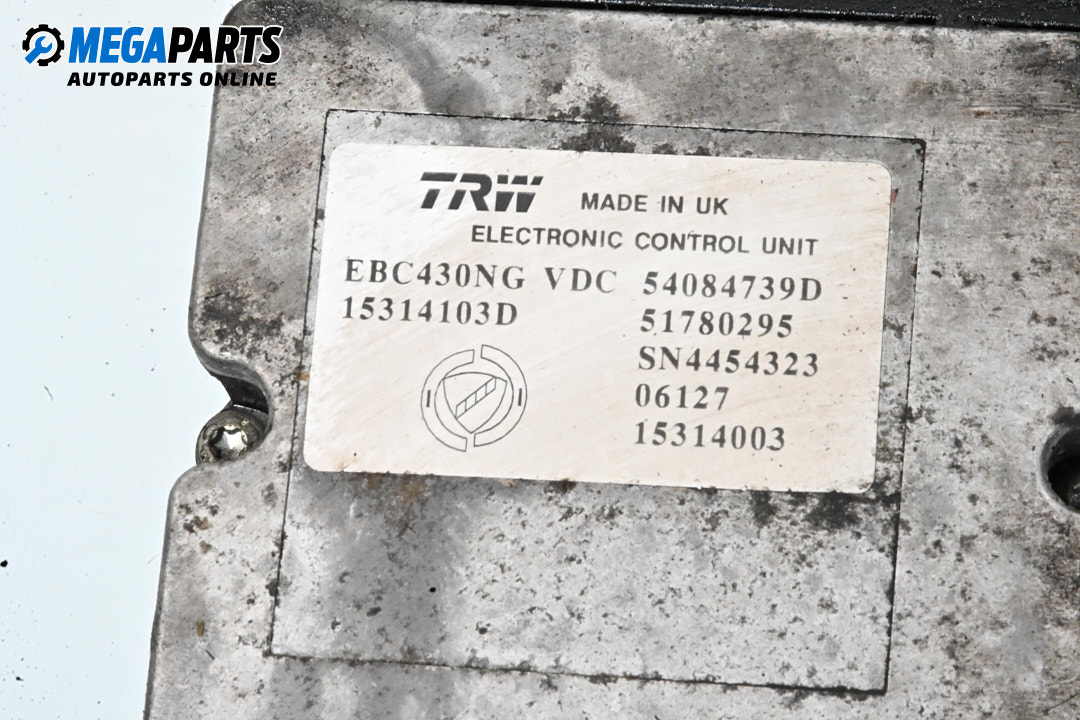 MEGAPARTS
AUTOPARTS ONLINE
TRW MADE IN UK
ELECTRONIC CONTROL UNIT
EBC430NG VDC 54084739D
15314103D 51780295
SN4454323
06127
15314003